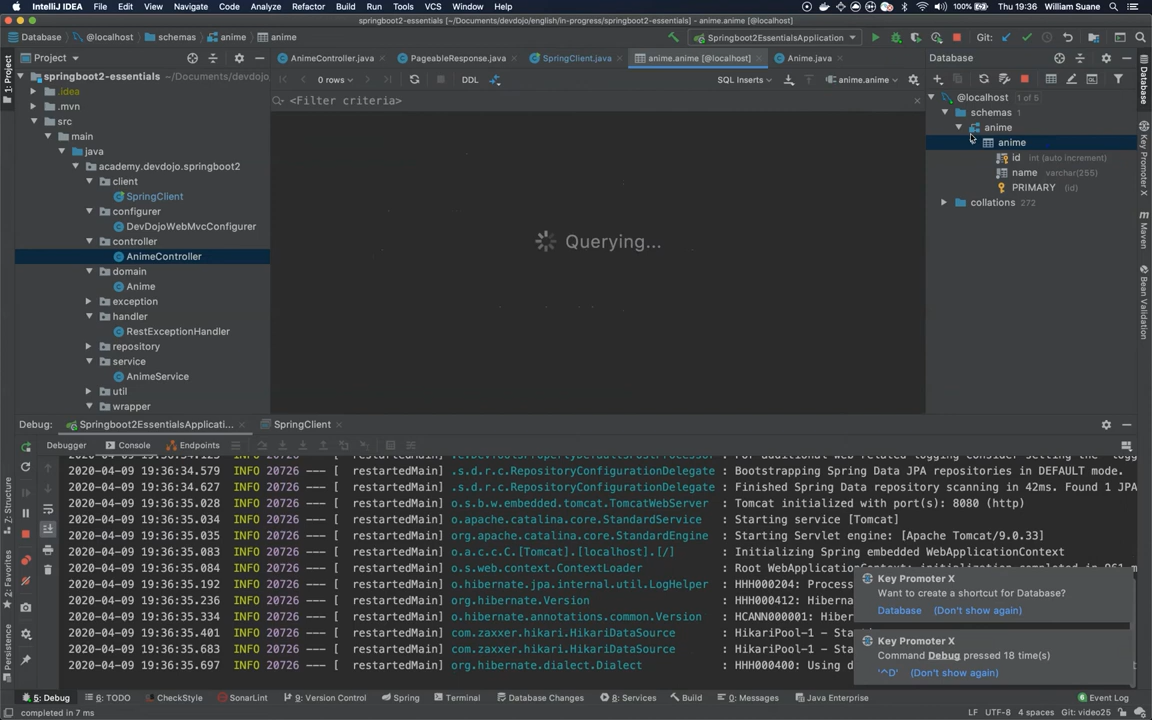 IntelliJ IDEA File Edit View Navigate Code Analyze Refactor Build Run Tools VCS Window Help 100% Thu 19:36 William Suane
springboot2-essentials [~/Documents/devdojo/english/in-progress/springboot2-essentials] - anime.anime [@localhost]
Database @localhost schemas anime anime Springboot2EssentialsApplication Git:
Project AnimeController.java PageableResponse.java SpringClient.java anime.anime [@localhost] Anime.java Database
springboot2-essentials ~/Documents/devdojo 0 rows DDL SQL Inserts anime.anime
.idea
.mvn
src
main
java
academy.devdojo.springboot2
client
SpringClient
configurer
DevDojoWebMvcConfigurer
controller
AnimeController
domain
Anime
exception
handler
RestExceptionHandler
repository
service
AnimeService
util
wrapper
<Filter criteria>
Querying...
@localhost 1 of 5
schemas 1
anime
anime
id int (auto increment)
name varchar(255)
PRIMARY (id)
collations 272
1: Project
Z: Structure
2: Favorites
Persistence
Database
Key Promoter X
Maven
Bean Validation
Debug: Springboot2EssentialsApplicati... SpringClient
Debugger Console Endpoints
2020-04-09 19:36:34.579 INFO 20726 --- [ restartedMain] .s.d.r.c.RepositoryConfigurationDelegate : Bootstrapping Spring Data JPA repositories in DEFAULT mode.
2020-04-09 19:36:34.627 INFO 20726 --- [ restartedMain] .s.d.r.c.RepositoryConfigurationDelegate : Finished Spring Data repository scanning in 42ms. Found 1 JPA
2020-04-09 19:36:35.027 INFO 20726 --- [ restartedMain] o.s.b.w.embedded.tomcat.TomcatWebServer : Tomcat initialized with port(s): 8080 (http)
2020-04-09 19:36:35.034 INFO 20726 --- [ restartedMain] o.apache.catalina.core.StandardService : Starting service [Tomcat]
2020-04-09 19:36:35.035 INFO 20726 --- [ restartedMain] org.apache.catalina.core.StandardEngine : Starting Servlet engine: [Apache Tomcat/9.0.33]
2020-04-09 19:36:35.083 INFO 20726 --- [ restartedMain] o.a.c.c.C.[Tomcat].[localhost].[/] : Initializing Spring embedded WebApplicationContext
2020-04-09 19:36:35.084 INFO 20726 --- [ restartedMain] o.s.web.context.ContextLoader : Root
2020-04-09 19:36:35.192 INFO 20726 --- [ restartedMain] o.hibernate.jpa.internal.util.LogHelper : HHH000204: Process
2020-04-09 19:36:35.236 INFO 20726 --- [ restartedMain] org.hibernate.Version : HHH000412: Hiber
2020-04-09 19:36:35.334 INFO 20726 --- [ restartedMain] o.hibernate.annotations.common.Version : HCANN000001: Hiber
2020-04-09 19:36:35.401 INFO 20726 --- [ restartedMain] com.zaxxer.hikari.HikariDataSource : HikariPool-1 - Sta
2020-04-09 19:36:35.683 INFO 20726 --- [ restartedMain] com.zaxxer.hikari.HikariDataSource : HikariPool-1 - Sta
2020-04-09 19:36:35.697 INFO 20726 --- [ restartedMain] org.hibernate.dialect.Dialect : HHH000400: Using d
Key Promoter X
Want to create a shortcut for Database?
Database (Don't show again)
Key Promoter X
Command Debug pressed 18 time(s)
'^D' (Don't show again)
5: Debug 6: TODO CheckStyle SonarLint 9: Version Control Spring Terminal Database Changes 8: Services Build 0: Messages Java Enterprise Event Log
completed in 7 ms LF UTF-8 4 spaces Git: video25